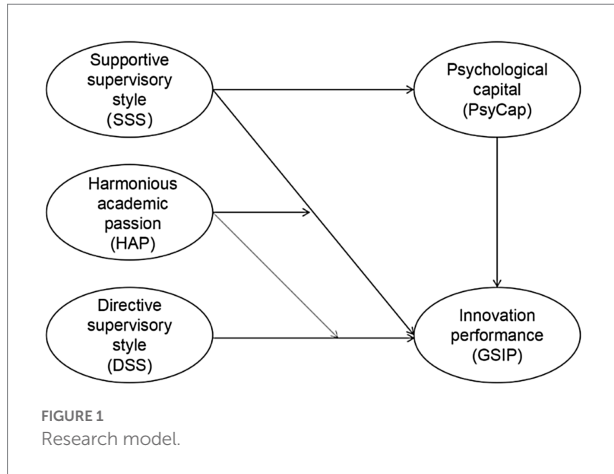 Supportive
supervisory
style
(SSS)
Psychological
capital
(PsyCap)
Harmonious
academic
passion
(HAP)
Directive
supervisory
style
(DSS)
Innovation
performance
(GSIP)
FIGURE 1
Research model.